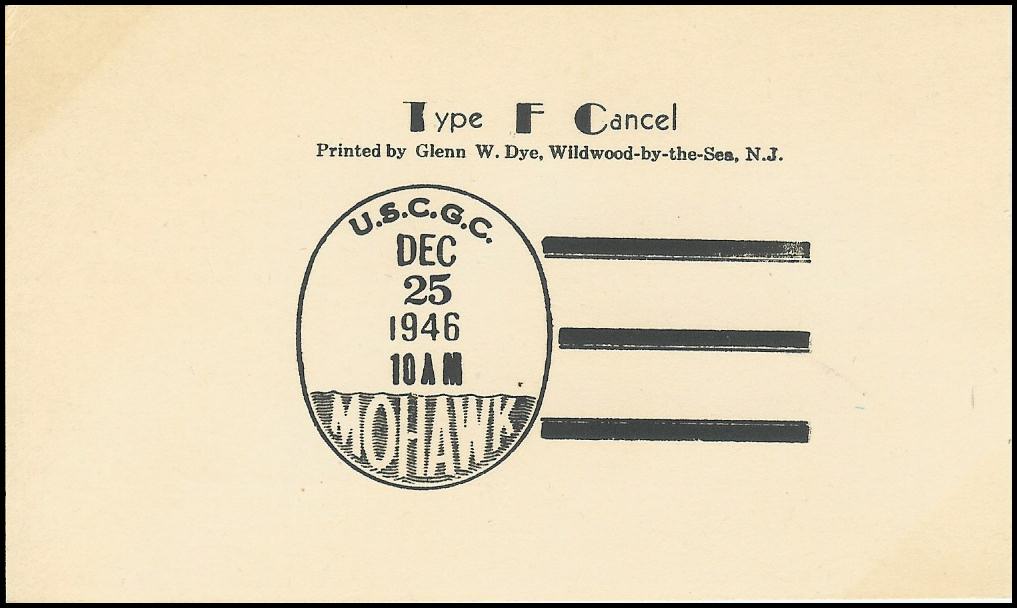 Type F Cancel
Printed by Glenn W. Dye, Wildwood-by-the-Sea, N.J.
U.S.C.G.C.
DEC
25
1946
10 AM
MOHAWK